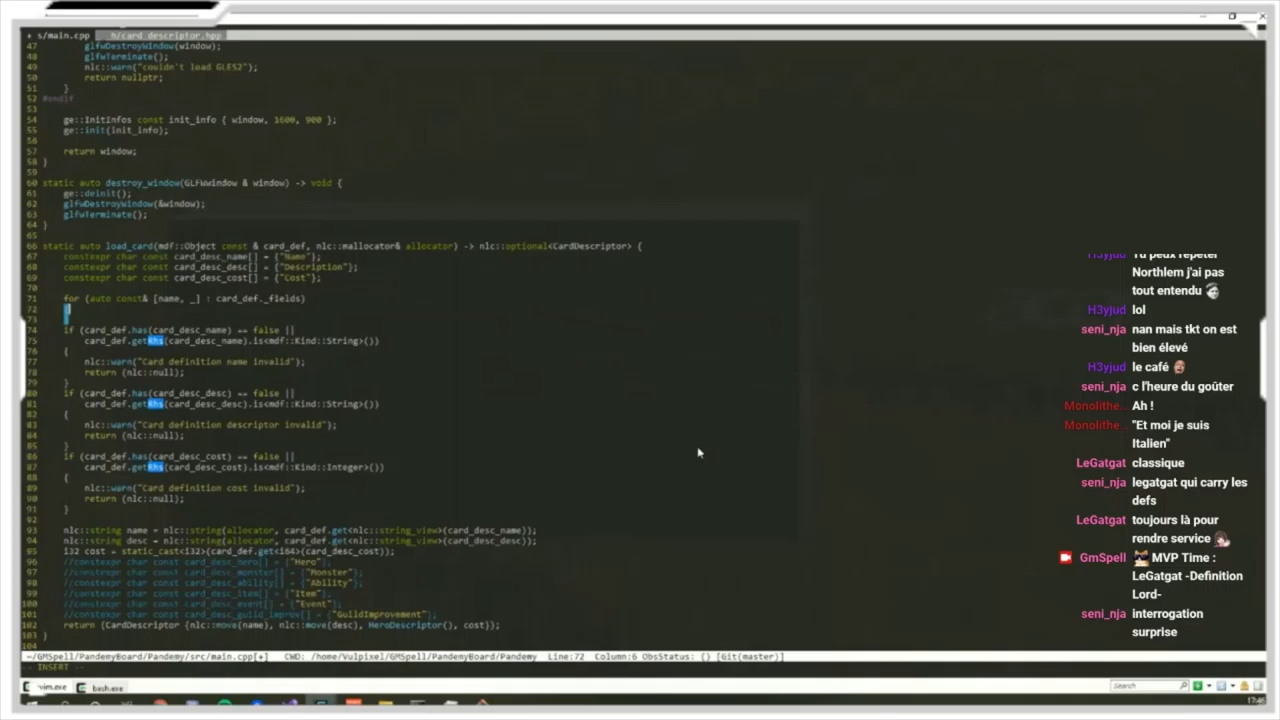 + s/main.cpp  h/card_descriptor.hpp
47 glfwDestroyWindow(window);
48 glfwTerminate();
49 nlc::warn("couldn't load GLES2");
50 return nullptr;
51 }
52 #endif
53
54 ge::InitInfos const init_info { window, 1600, 900 };
55 ge::init(init_info);
56
57 return window;
58 }
59
60 static auto destroy_window(GLFWwindow & window) -> void {
61 ge::deinit();
62 glfwDestroyWindow(&window);
63 glfwTerminate();
64 }
65
66 static auto load_card(mdf::Object const & card_def, nlc::mallocator& allocator) -> nlc::optional<CardDescriptor> {
67 constexpr char const card_desc_name[] = {"Name"};
68 constexpr char const card_desc_desc[] = {"Description"};
69 constexpr char const card_desc_cost[] = {"Cost"};
70
71 for (auto const& [name, _] : card_def._fields)
72 {
73 }
74 if (card_def.has(card_desc_name) == false ||
75 card_def.getRhs(card_desc_name).is<mdf::Kind::String>())
76 {
77 nlc::warn("Card definition name invalid");
78 return (nlc::null);
79 }
80 if (card_def.has(card_desc_desc) == false ||
81 card_def.getRhs(card_desc_desc).is<mdf::Kind::String>())
82 {
83 nlc::warn("Card definition descriptor invalid");
84 return (nlc::null);
85 }
86 if (card_def.has(card_desc_cost) == false ||
87 card_def.getRhs(card_desc_cost).is<mdf::Kind::Integer>())
88 {
89 nlc::warn("Card definition cost invalid");
90 return (nlc::null);
91 }
92
93 nlc::string name = nlc::string(allocator, card_def.get<nlc::string_view>(card_desc_name));
94 nlc::string desc = nlc::string(allocator, card_def.get<nlc::string_view>(card_desc_desc));
95 i32 cost = static_cast<i32>(card_def.get<i64>(card_desc_cost));
96 //constexpr char const card_desc_hero[] = {"Hero"};
97 //constexpr char const card_desc_monster[] = {"Monster"};
98 //constexpr char const card_desc_ability[] = {"Ability"};
99 //constexpr char const card_desc_item[] = {"Item"};
100 //constexpr char const card_desc_event[] = {"Event"};
101 //constexpr char const card_desc_guild_improv[] = {"GuildImprovement"};
102 return (CardDescriptor {nlc::move(name), nlc::move(desc), HeroDescriptor(), cost});
103 }
104
~/GMSpell/PandemyBoard/Pandemy/src/main.cpp[+] CWD: /home/Vulpixel/GMSpell/PandemyBoard/Pandemy Line:72 Column:6 ObsStatus: () [Git(master)]
-- INSERT --
vim.exe bash.exe Search
17:46
H3yjud Tu peux répéter
Northlem j'ai pas
tout entendu
H3yjud lol
seni_nja nan mais tkt on est
bien élevé
H3yjud le café
seni_nja c l'heure du goûter
Monolithe... Ah !
Monolithe... "Et moi je suis
Italien"
LeGatgat classique
seni_nja legatgat qui carry les
defs
LeGatgat toujours là pour
rendre service
GmSpell MVP Time :
LeGatgat -Definition
Lord-
seni_nja interrogation
surprise